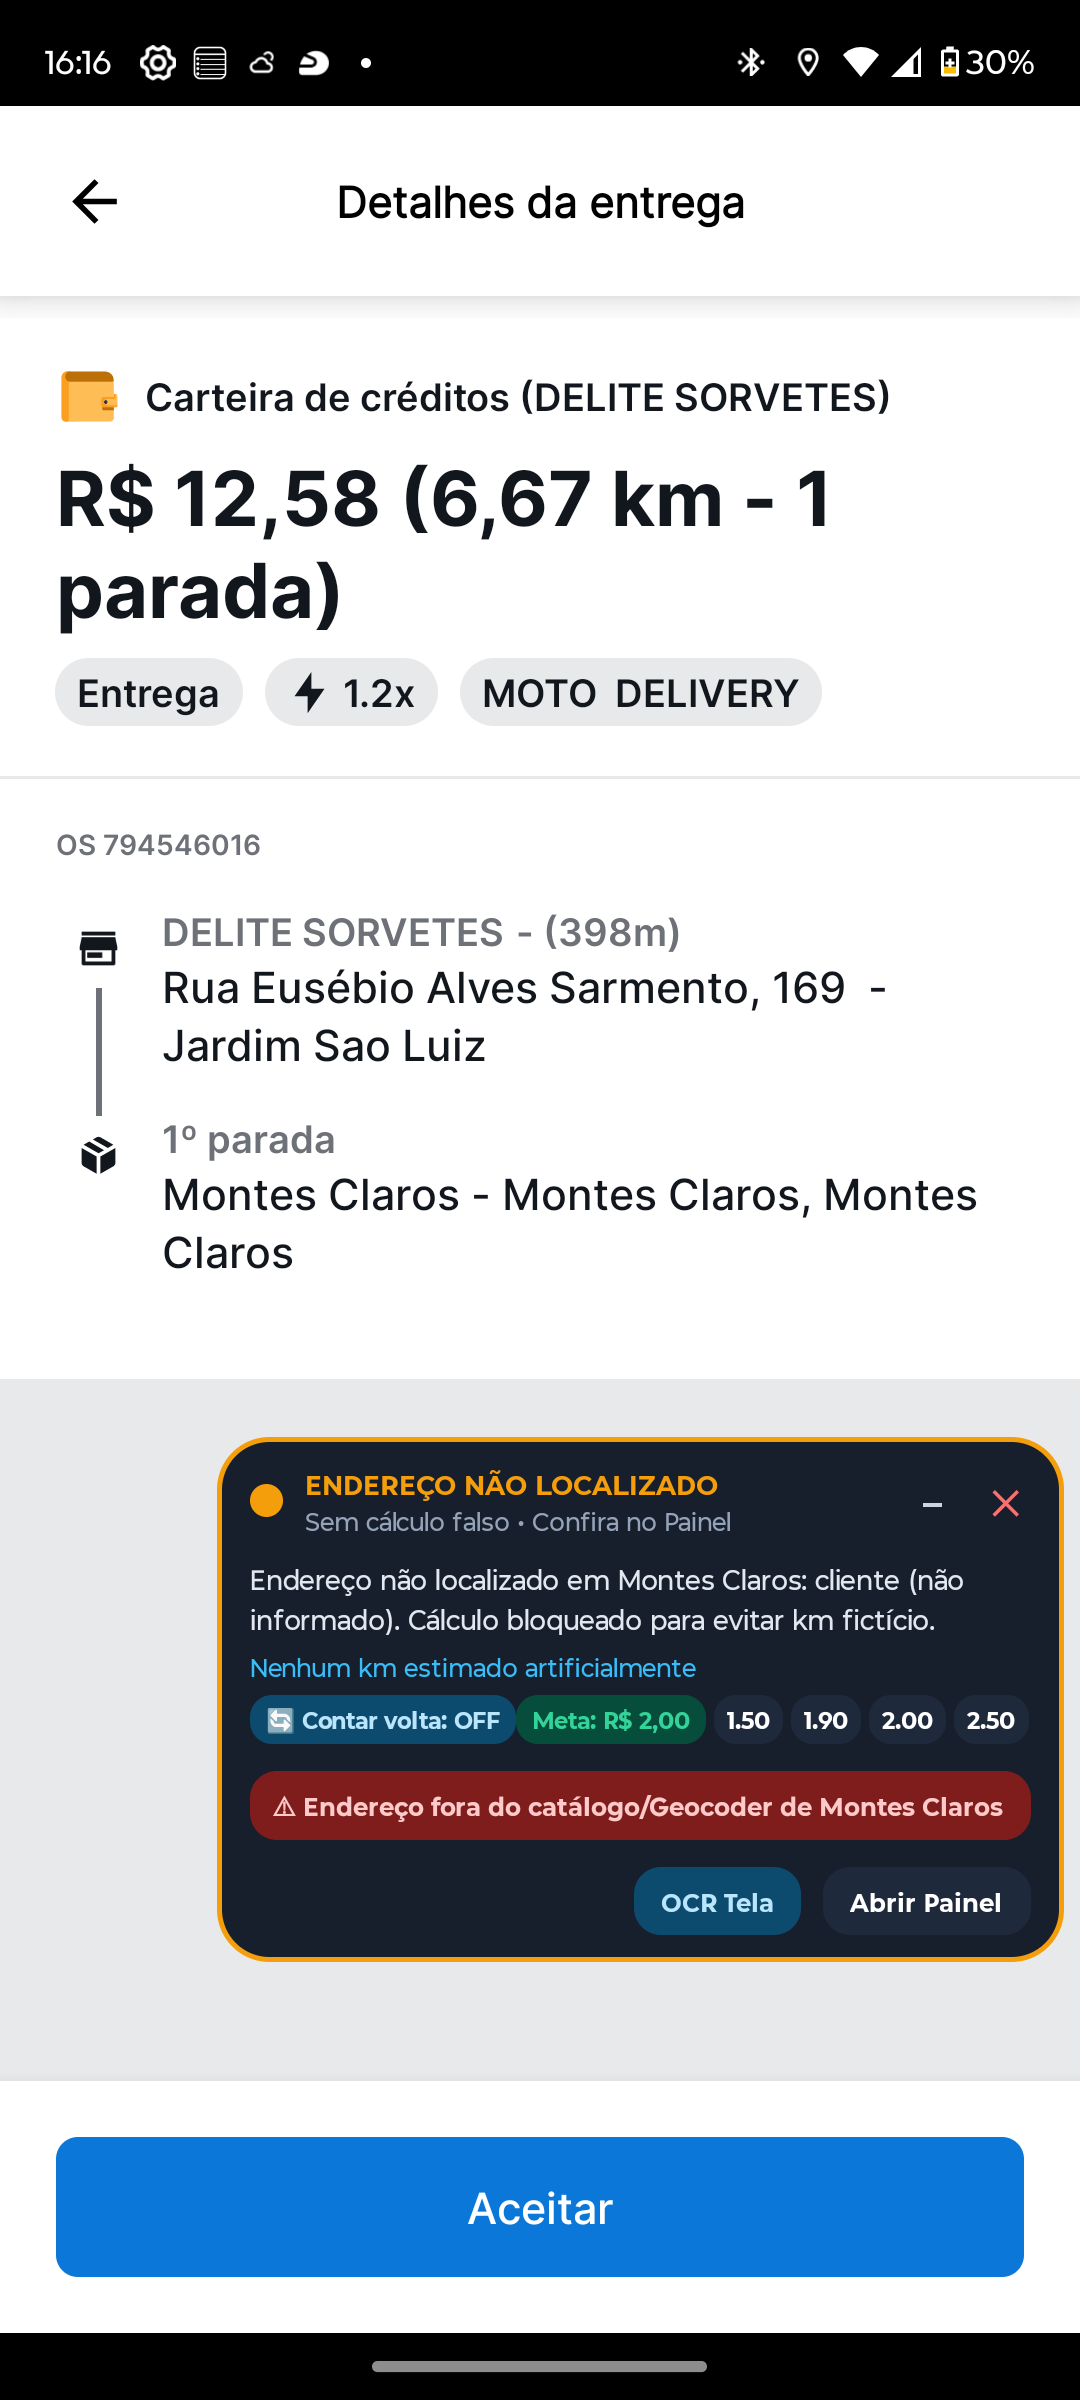 16:16
30%
Detalhes da entrega
Carteira de créditos (DELITE SORVETES)
R$ 12,58 (6,67 km - 1
parada)
Entrega
1.2x
MOTO DELIVERY
OS 794546016
DELITE SORVETES - (398m)
Rua Eusébio Alves Sarmento, 169 -
Jardim Sao Luiz
1º parada
Montes Claros - Montes Claros, Montes
Claros
ENDEREÇO NÃO LOCALIZADO
Sem cálculo falso • Confira no Painel
Endereço não localizado em Montes Claros: cliente (não
informado). Cálculo bloqueado para evitar km fictício.
Nenhum km estimado artificialmente
🔄 Contar volta: OFF
Meta: R$ 2,00
1.50
1.90
2.00
2.50
⚠ Endereço fora do catálogo/Geocoder de Montes Claros
OCR Tela
Abrir Painel
Aceitar